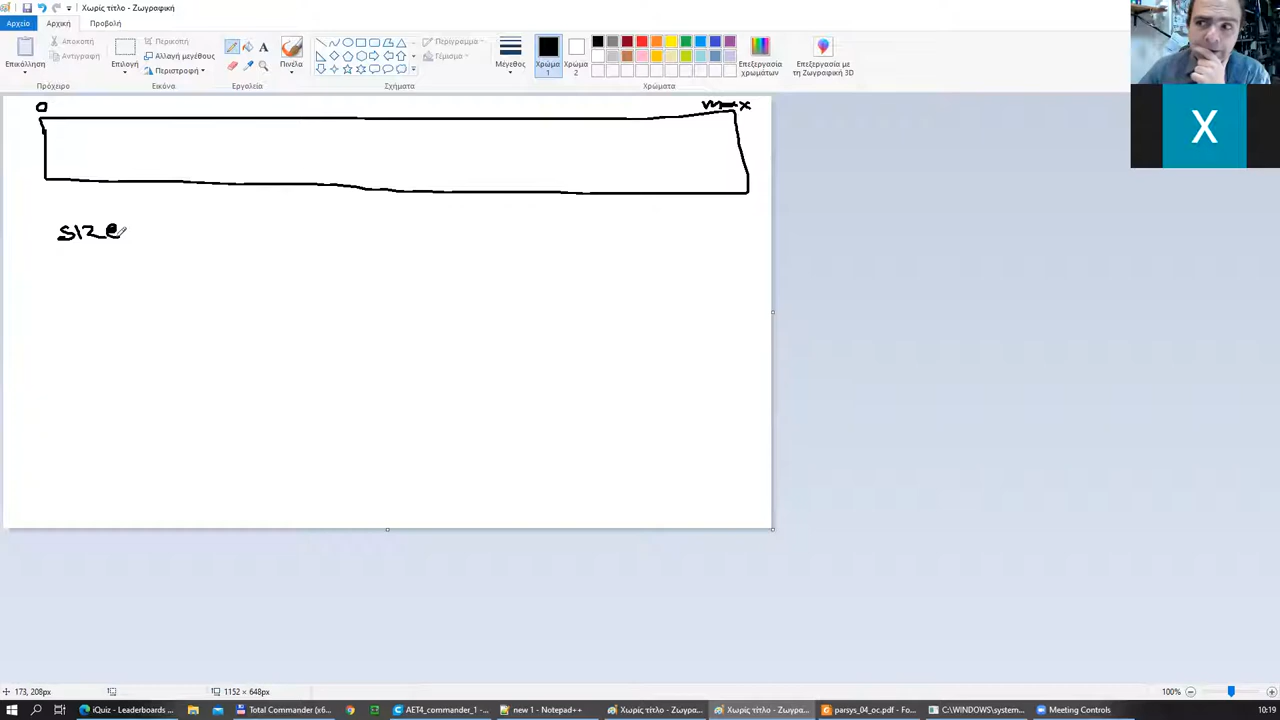 Χωρίς τίτλο - Ζωγραφική
Αρχείο Αρχική Προβολή
Επικόλληση
Αποκοπή
Αντιγραφή
Πρόχειρο
Επιλογή
Περικοπή
Αλλαγή μεγέθους
Περιστροφή
Εικόνα
A
Εργαλεία
Πινέλα
Περίγραμμα
Γέμισμα
Σχήματα
Μέγεθος
Χρώμα 1
Χρώμα 2
Επεξεργασία χρωμάτων
Επεξεργασία με τη Ζωγραφική 3D
Χρώματα
X
0 max
size
173, 208px 1152 × 648px 100%
iQuiz - Leaderboards ... Total Commander (x6... AET4_commander_1 -... new 1 - Notepad++ Χωρίς τίτλο - Ζωγρα... Χωρίς τίτλο - Ζωγρα... parsys_04_oc.pdf - Fo... C:\WINDOWS\system... Meeting Controls 10:19